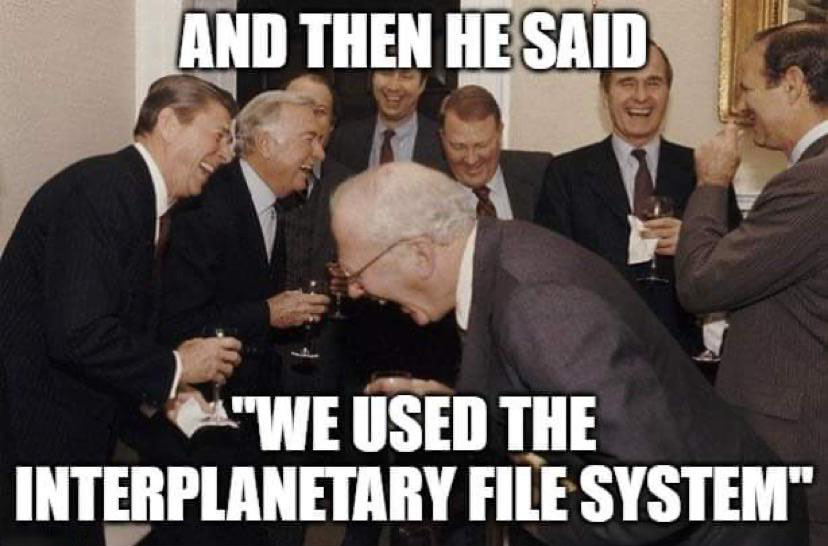 AND THEN HE SAID
"WE USED THE
INTERPLANETARY FILE SYSTEM"